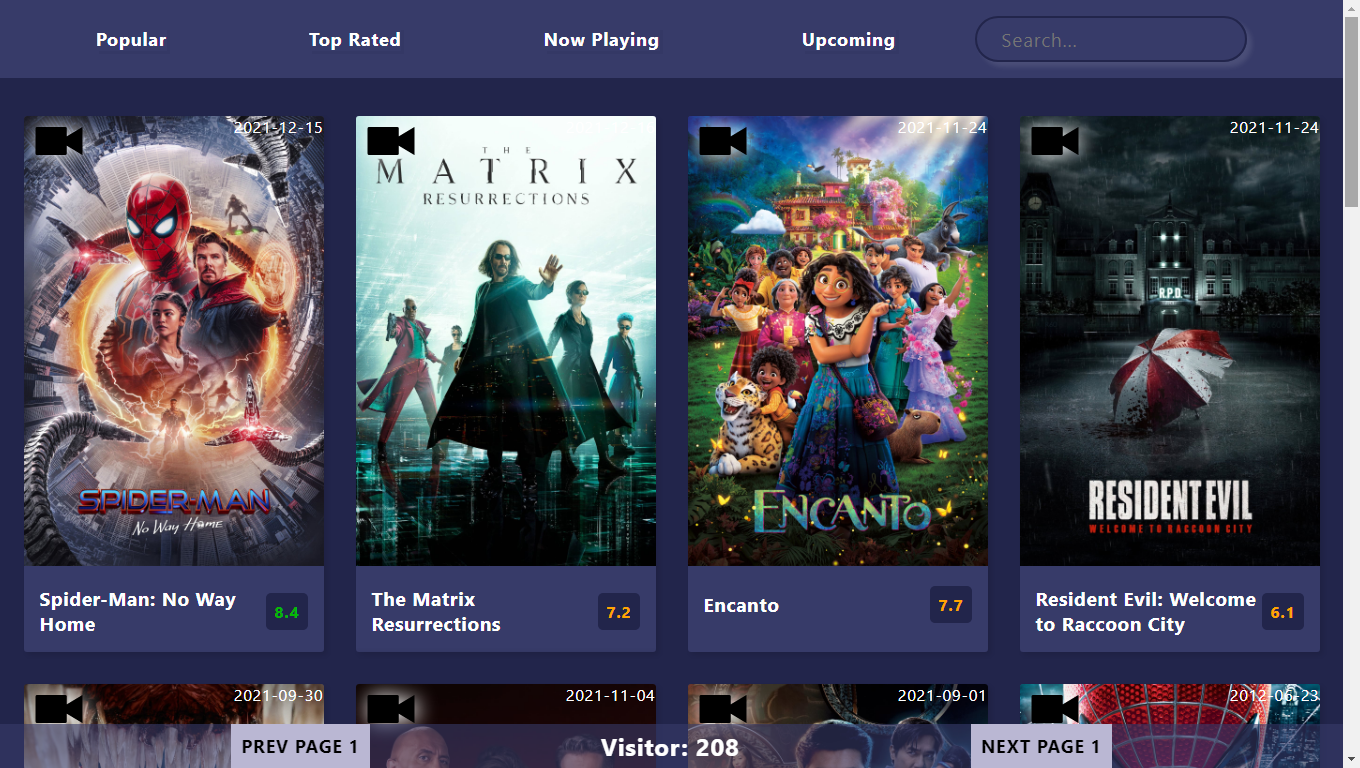 Popular Top Rated Now Playing Upcoming Search...
2021-12-15
THE
MATRIX
RESURRECTIONS
2021-11-24
2021-11-24
R.P.D.
SPIDER-MAN
No Way Home
ENCANTO
RESIDENT EVIL
WELCOME TO RACCOON CITY
Spider-Man: No Way
Home
8.4
The Matrix
Resurrections
7.2
Encanto
7.7
Resident Evil: Welcome
to Raccoon City
6.1
2021-09-30
2021-11-04
2021-09-01
2012-06-23
PREV PAGE 1
Visitor: 208
NEXT PAGE 1